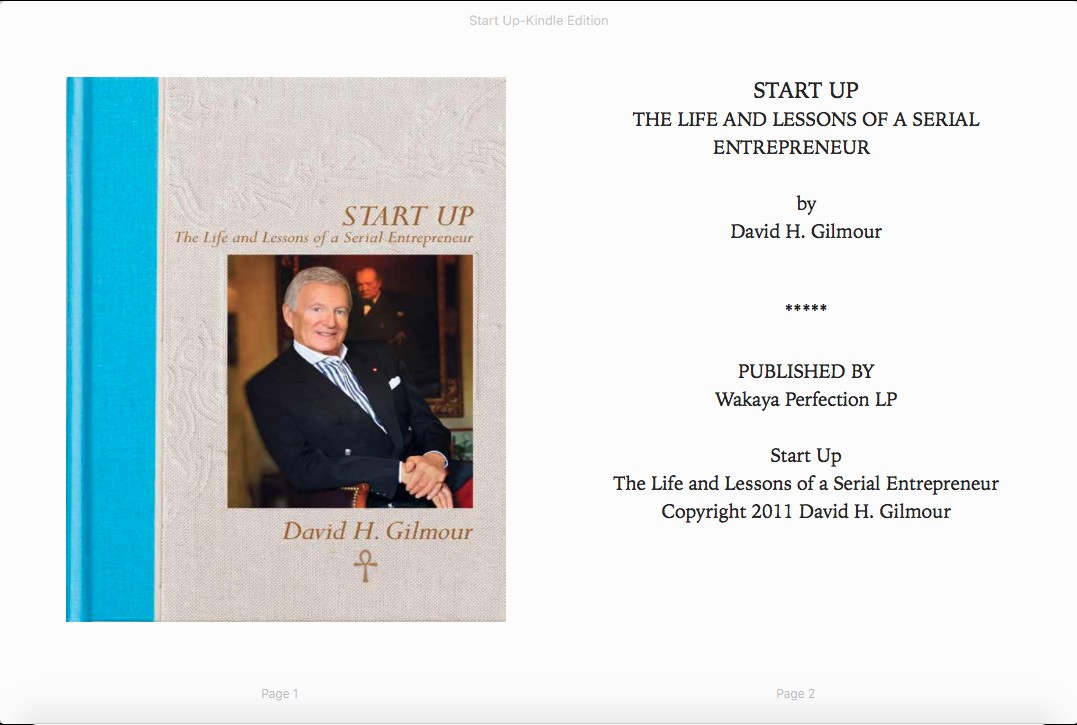 Start Up-Kindle Edition
START UP
The Life and Lessons of a Serial Entrepreneur
David H. Gilmour
START UP
THE LIFE AND LESSONS OF A SERIAL
ENTREPRENEUR
by
David H. Gilmour
*****
PUBLISHED BY
Wakaya Perfection LP
Start Up
The Life and Lessons of a Serial Entrepreneur
Copyright 2011 David H. Gilmour
Page 1
Page 2